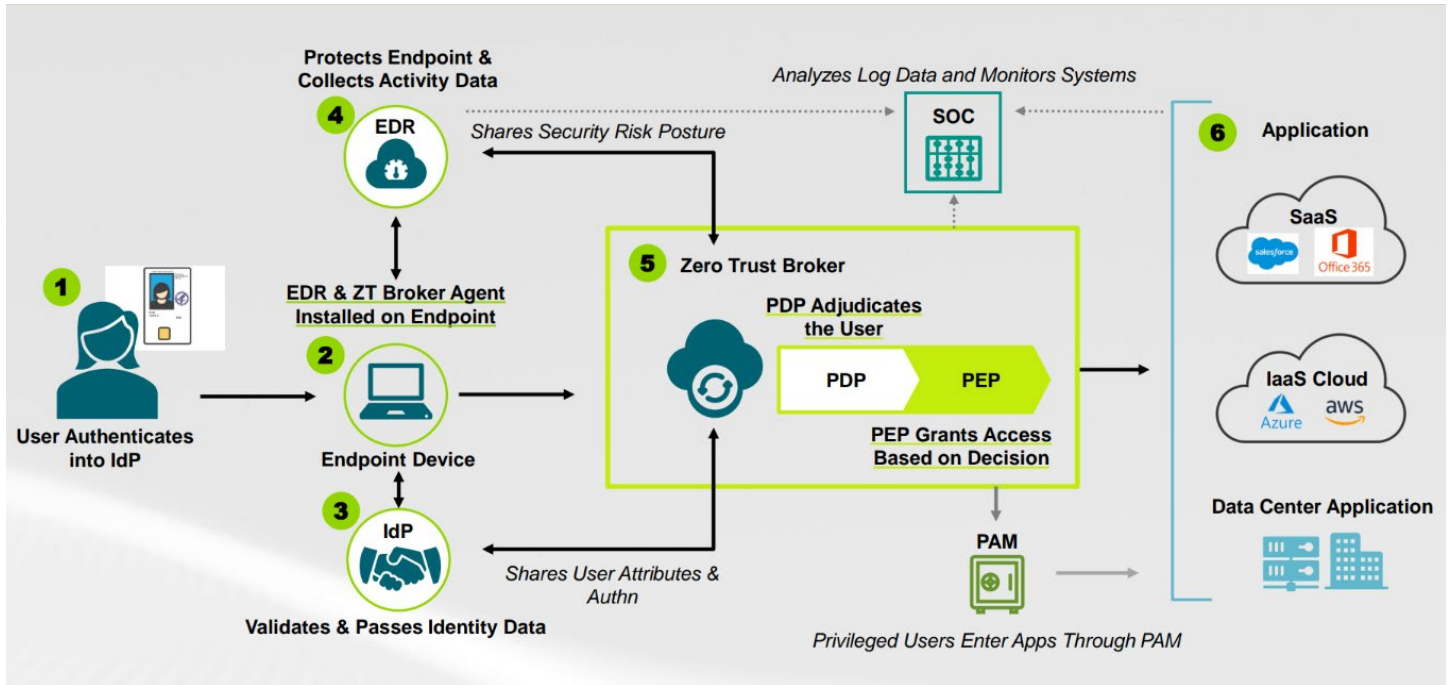 Protects Endpoint &
Collects Activity Data
4
EDR
Shares Security Risk Posture
Analyzes Log Data and Monitors Systems
SOC
6
Application
SaaS
salesforce
Office 365
1
EDR & ZT Broker Agent
Installed on Endpoint
5
Zero Trust Broker
PDP Adjudicates
the User
2
PDP
PEP
IaaS Cloud
Azure
aws
User Authenticates
into IdP
Endpoint Device
PEP Grants Access
Based on Decision
3
IdP
Data Center Application
PAM
Shares User Attributes &
Authn
Validates & Passes Identity Data
Privileged Users Enter Apps Through PAM